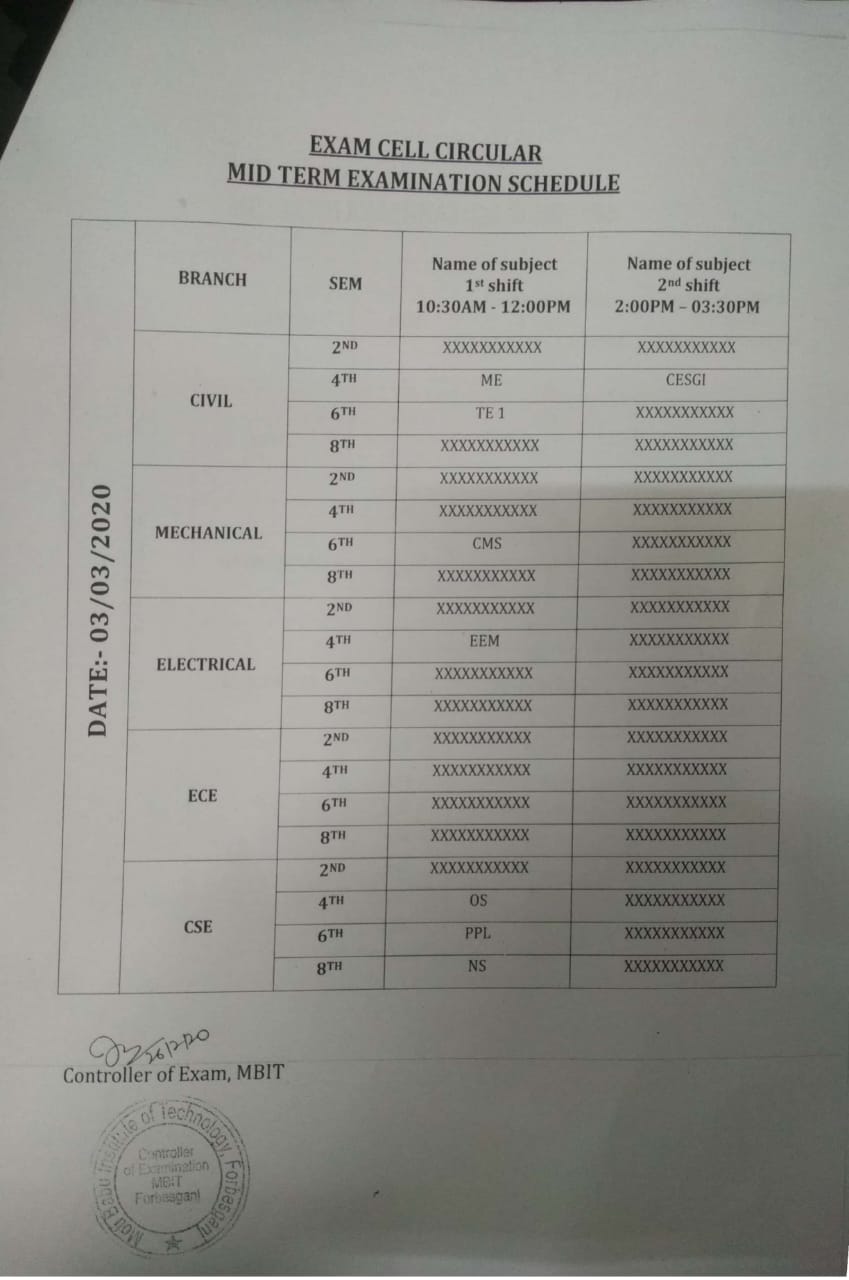 EXAM CELL CIRCULAR
MID TERM EXAMINATION SCHEDULE
DATE:- 03/03/2020
BRANCH SEM Name of subject 1st shift 10:30AM - 12:00PM Name of subject 2nd shift 2:00PM – 03:30PM
CIVIL
2ND XXXXXXXXXXX XXXXXXXXXXX
4TH ME CESGI
6TH TE 1 XXXXXXXXXXX
8TH XXXXXXXXXXX XXXXXXXXXXX
MECHANICAL
2ND XXXXXXXXXXX XXXXXXXXXXX
4TH XXXXXXXXXXX XXXXXXXXXXX
6TH CMS XXXXXXXXXXX
8TH XXXXXXXXXXX XXXXXXXXXXX
ELECTRICAL
2ND XXXXXXXXXXX XXXXXXXXXXX
4TH EEM XXXXXXXXXXX
6TH XXXXXXXXXXX XXXXXXXXXXX
8TH XXXXXXXXXXX XXXXXXXXXXX
ECE
2ND XXXXXXXXXXX XXXXXXXXXXX
4TH XXXXXXXXXXX XXXXXXXXXXX
6TH XXXXXXXXXXX XXXXXXXXXXX
8TH XXXXXXXXXXX XXXXXXXXXXX
CSE
2ND XXXXXXXXXXX XXXXXXXXXXX
4TH OS XXXXXXXXXXX
6TH PPL XXXXXXXXXXX
8TH NS XXXXXXXXXXX
Controller of Exam, MBIT
Moti Babu Institute of Technology, Forbesganj
Controller
of Examination
MBIT
Forbesganj